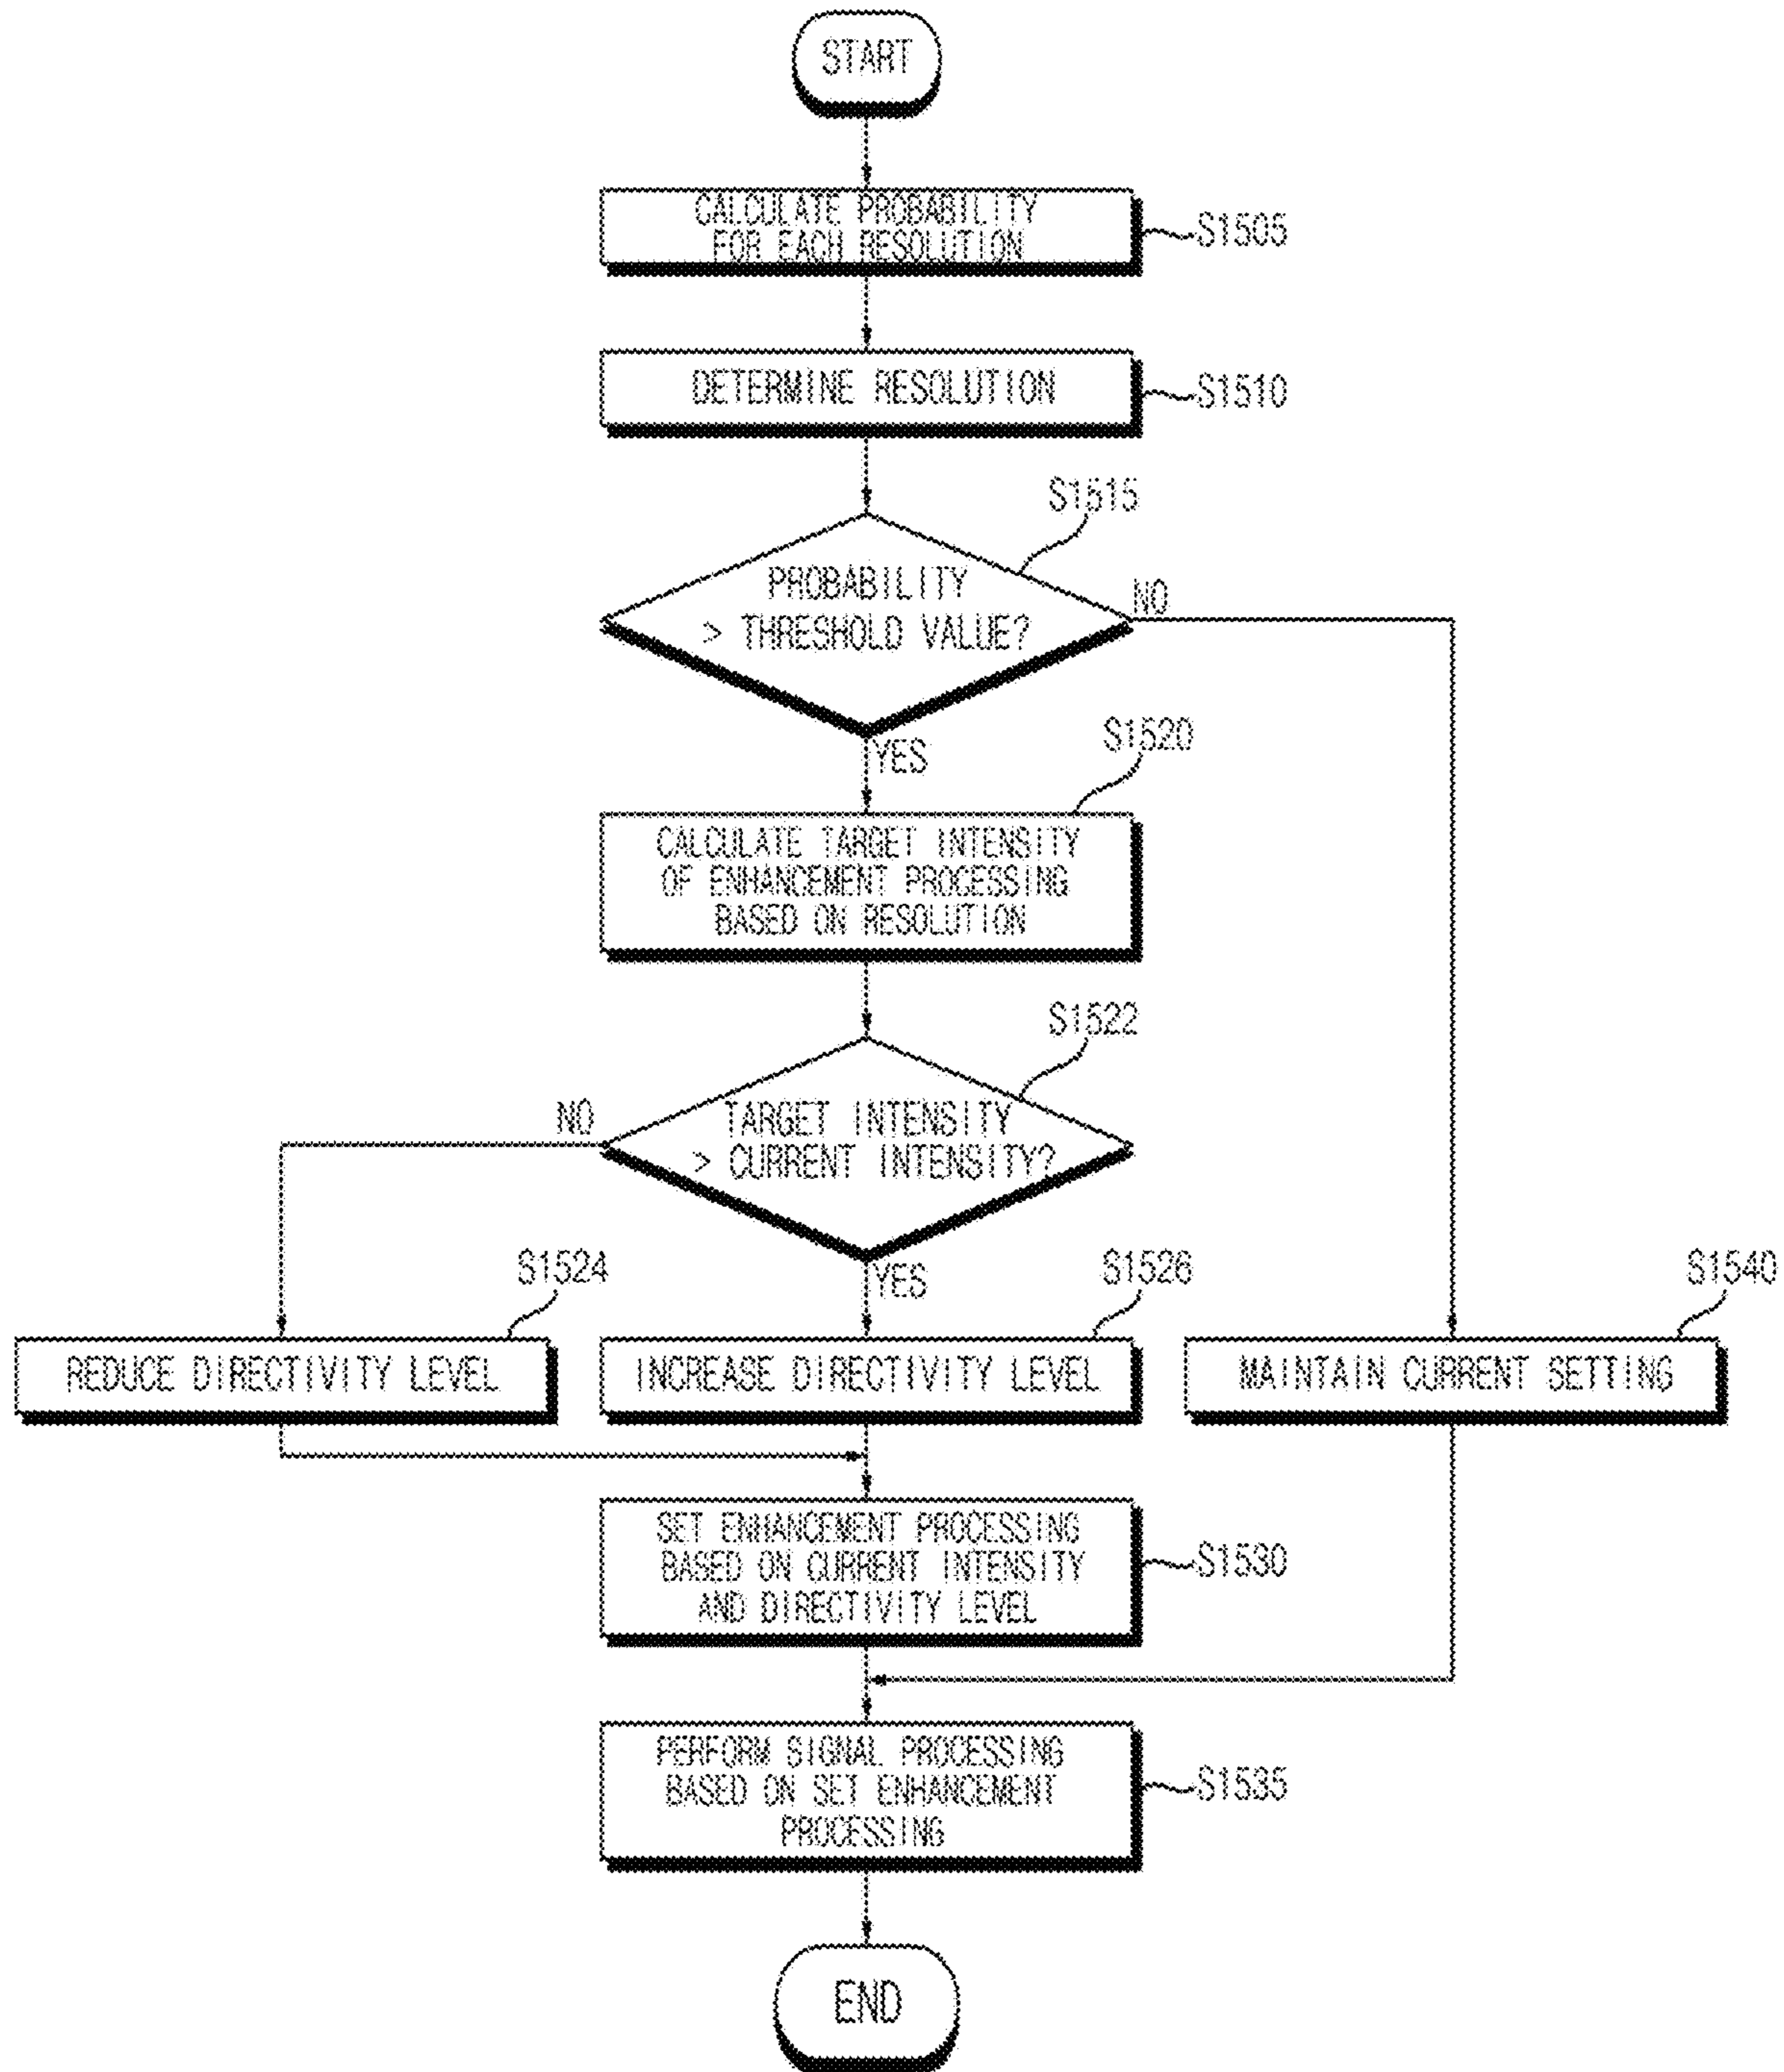 START
CALCULATE PROBABILITY
FOR EACH RESOLUTION
S1505
DETERMINE RESOLUTION
S1510
S1515
PROBABILITY
> THRESHOLD VALUE?
NO
YES
S1520
CALCULATE TARGET INTENSITY
OF ENHANCEMENT PROCESSING
BASED ON RESOLUTION
S1522
TARGET INTENSITY
> CURRENT INTENSITY?
NO
YES
S1524
REDUCE DIRECTIVITY LEVEL
S1526
INCREASE DIRECTIVITY LEVEL
S1540
MAINTAIN CURRENT SETTING
SET ENHANCEMENT PROCESSING
BASED ON CURRENT INTENSITY
AND DIRECTIVITY LEVEL
S1530
PERFORM SIGNAL PROCESSING
BASED ON SET ENHANCEMENT
PROCESSING
S1535
END